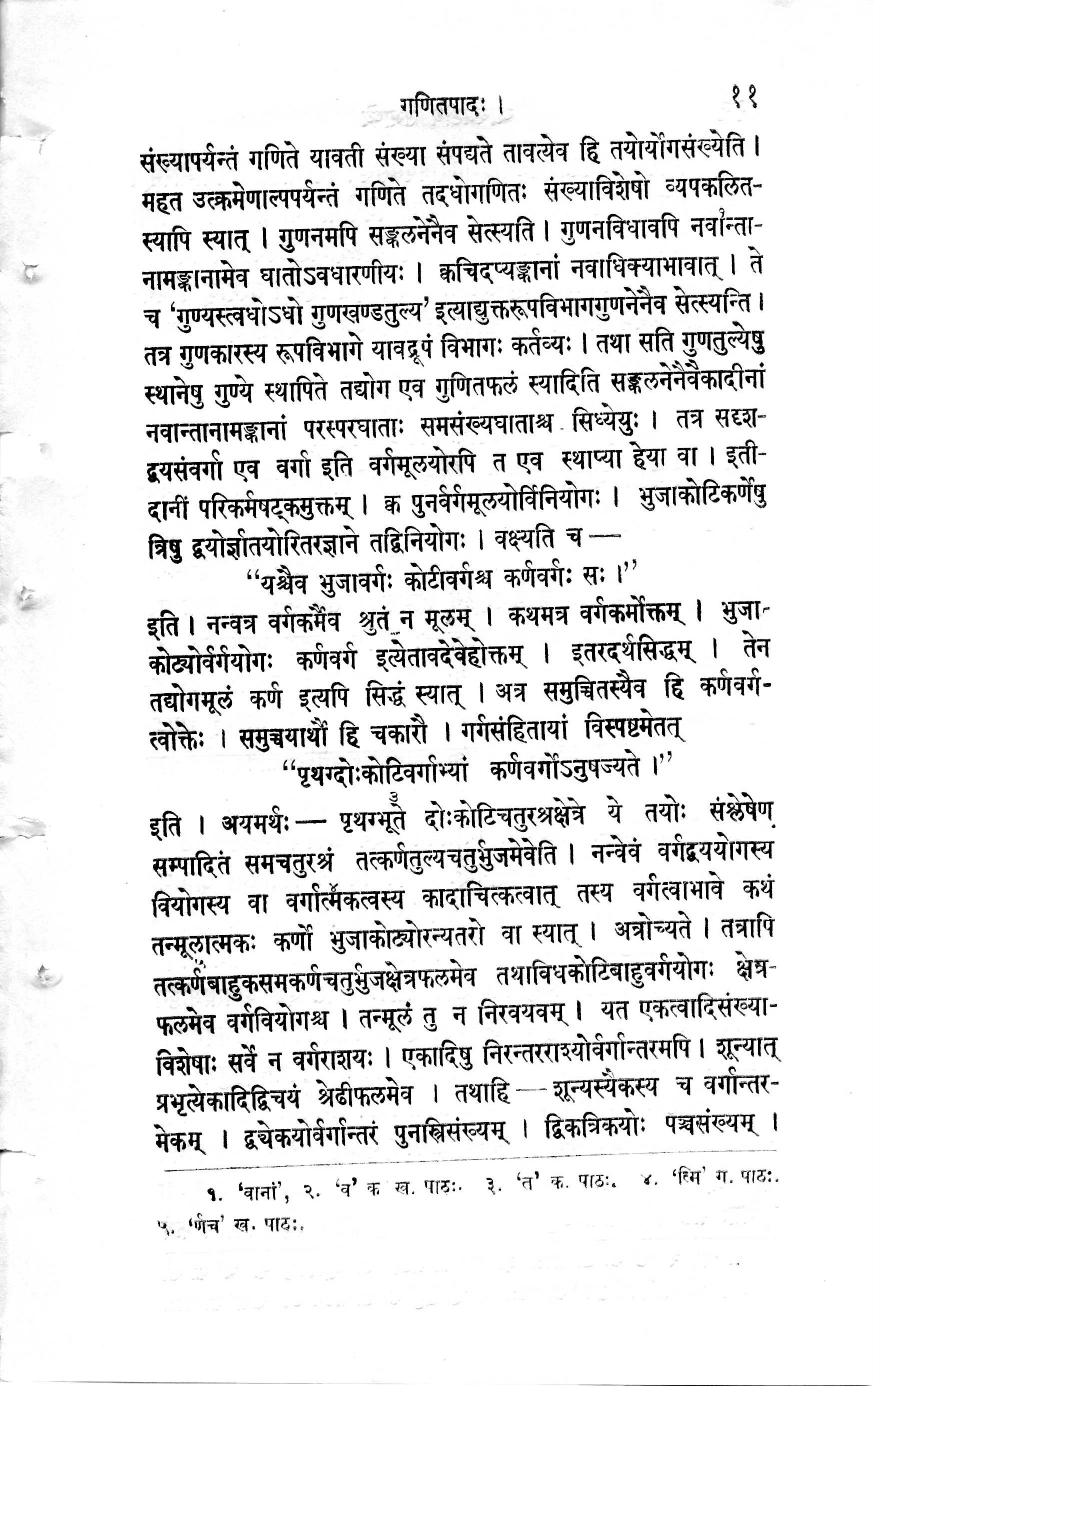 गणितपादः ।
११
संख्यापर्यन्तं गणिते यावती संख्या संपद्यते तावत्येव हि तयोर्योगसंख्येति ।
महत उत्क्रमेणाल्पपर्यन्तं गणिते तदधोगणितः संख्याविशेषो व्यपकलित-
स्यापि स्यात् । गुणनमपि सङ्कलनेनैव सेत्स्यति । गुणनविधावपि नवान्ता-
नामङ्कानामेव घातोऽवधारणीयः । क्वचिदप्यङ्कानां नवाधिक्याभावात् । ते
च ‘गुण्यस्त्वधोऽधो गुणखण्डतुल्य’ इत्याद्युक्तरूपविभागगुणनेनैव सेत्स्यन्ति ।
तत्र गुणकारस्य रूपविभागे यावद्रूपं विभागः कर्तव्यः । तथा सति गुणतुल्येषु
स्थानेषु गुण्ये स्थापिते तद्योग एव गुणितफलं स्यादिति सङ्कलनेनैवैकादीनां
नवान्तानामङ्कानां परस्परघाताः समसंख्यघाताश्च सिध्येयुः । तत्र सदृश-
द्वयसंवर्गा एव वर्गा इति वर्गमूलयोरपि त एव स्थाप्या हेया वा । इती-
दानीं परिकर्मषट्कमुक्तम् । क्व पुनर्वर्गमूलयोर्विनियोगः । भुजाकोटिकर्णेषु
त्रिषु द्वयोर्ज्ञातयोरितरज्ञाने तद्विनियोगः । वक्ष्यति च —
“यश्चैव भुजावर्गः कोटीवर्गश्च कर्णवर्गः सः ।”
इति । नन्वत्र वर्गकर्मैव श्रुतं न मूलम् । कथमत्र वर्गकर्मोक्तम् । भुजा-
कोट्योर्वर्गयोगः कर्णवर्ग इत्येतावदेवेहोक्तम् । इतरदर्थसिद्धम् । तेन
तद्योगमूलं कर्ण इत्यपि सिद्धं स्यात् । अत्र समुच्चितस्यैव हि कर्णवर्ग-
त्वोक्तेः । समुच्चयार्थौ हि चकारौ । गर्गसंहितायां विस्पष्टमेतत्
“पृथग्दोःकोटिवर्गाभ्यां कर्णवर्गोऽनुषज्यते ।”
इति । अयमर्थः — पृथग्भूते दोःकोटिचतुरश्रक्षेत्रे ये तयोः संश्लेषेण
सम्पादितं समचतुरश्रं तत्कर्णतुल्यचतुर्भुजमेवेति । नन्वेवं वर्गद्वययोगस्य
वियोगस्य वा वर्गात्मकत्वस्य कादाचित्कत्वात् तस्य वर्गत्वाभावे कथं
तन्मूलात्मकः कर्णो भुजाकोट्योरन्यतरो वा स्यात् । अत्रोच्यते । तत्रापि
तत्कर्णबाहुकसमकर्णचतुर्भुजक्षेत्रफलमेव तथाविधकोटिबाहुवर्गयोगः क्षेत्र-
फलमेव वर्गवियोगश्च । तन्मूलं तु न निरवयवम् । यत एकत्वादिसंख्या-
विशेषाः सर्वे न वर्गराशयः । एकादिषु निरन्तरराश्योर्वर्गान्तरमपि । शून्यात्
प्रभृत्येकादिद्विचयं श्रेढीफलमेव । तथाहि — शून्यस्यैकस्य च वर्गान्तर-
मेकम् । द्व्येकयोर्वर्गान्तरं पुनस्त्रिसंख्यम् । द्विकत्रिकयोः पञ्चसंख्यम् ।
१. ‘वानां’, २. ‘व’ क ख. पाठः. ३. ‘त’ क. पाठः. ४. ग. पाठः.
५. ‘र्णच’ ख. पाठः.